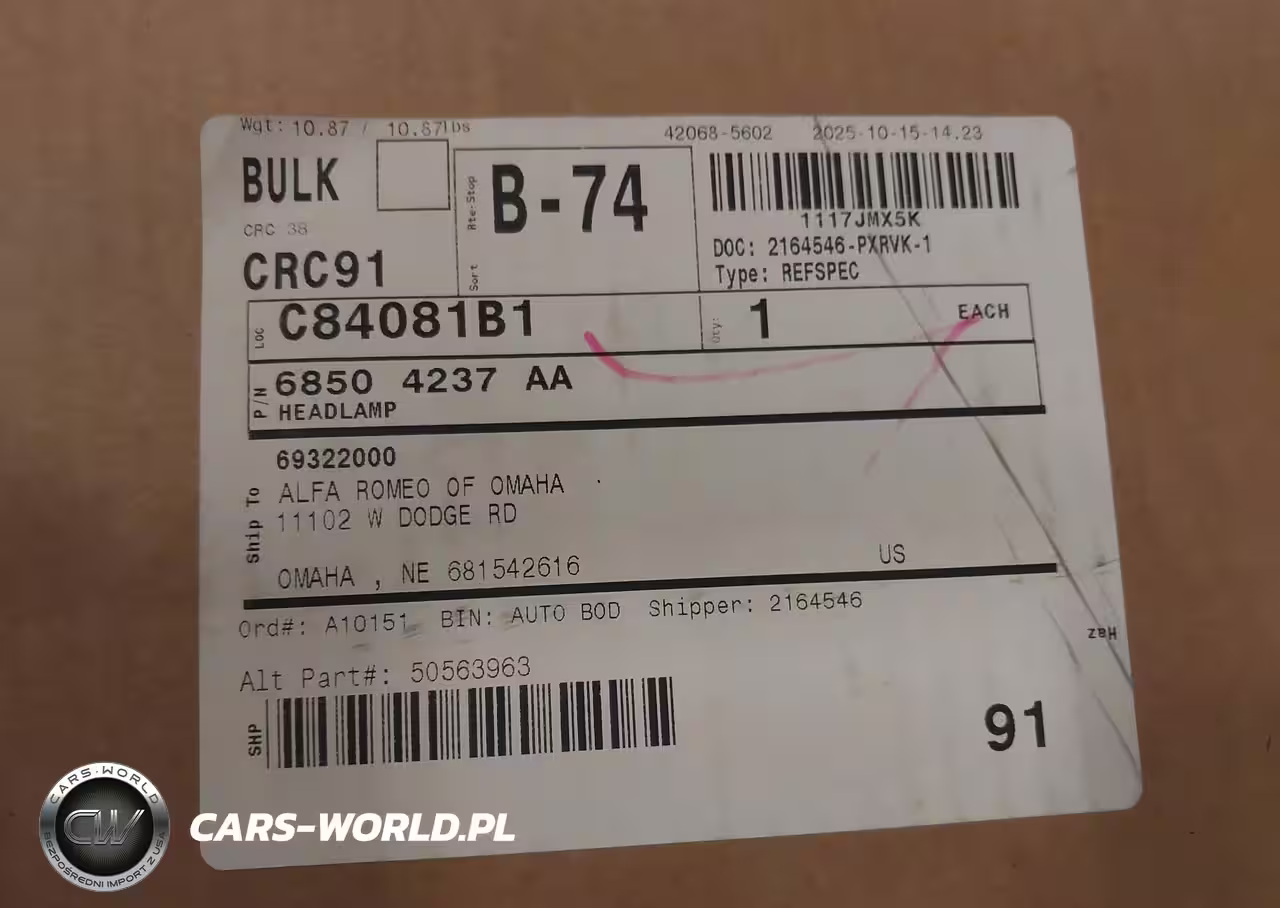 Wgt: 10.87 / 10.87lbs
42068-5602 2025-10-15-14.23
BULK
Rte-Stop
B-74
1117JMX5K
CRC 38
DOC: 2164546-PXRVK-1
CRC91
Sort
Type: REFSPEC
LOC
C84081B1
Qty:
1
EACH
P/N
6850 4237 AA
HEADLAMP
Ship To
69322000
ALFA ROMEO OF OMAHA
11102 W DODGE RD
OMAHA , NE 681542616 US
Ord#: A10151 BIN: AUTO BOD Shipper: 2164546
Haz
Alt Part#: 50563963
SHP
91
CARS-WORLD
CW
BEZPOŚREDNI IMPORT Z USA
CARS-WORLD.PL